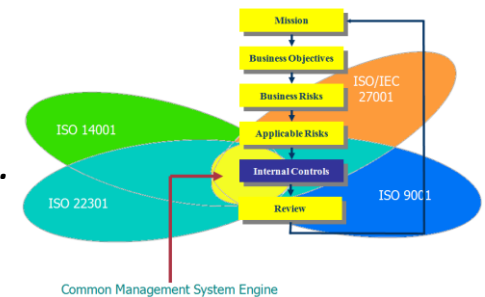 Mission
Business Objectives
Business Risks
ISO/IEC
27001
ISO 14001
Applicable Risks
Internal Controls
ISO 22301
ISO 9001
Review
Common Management System Engine